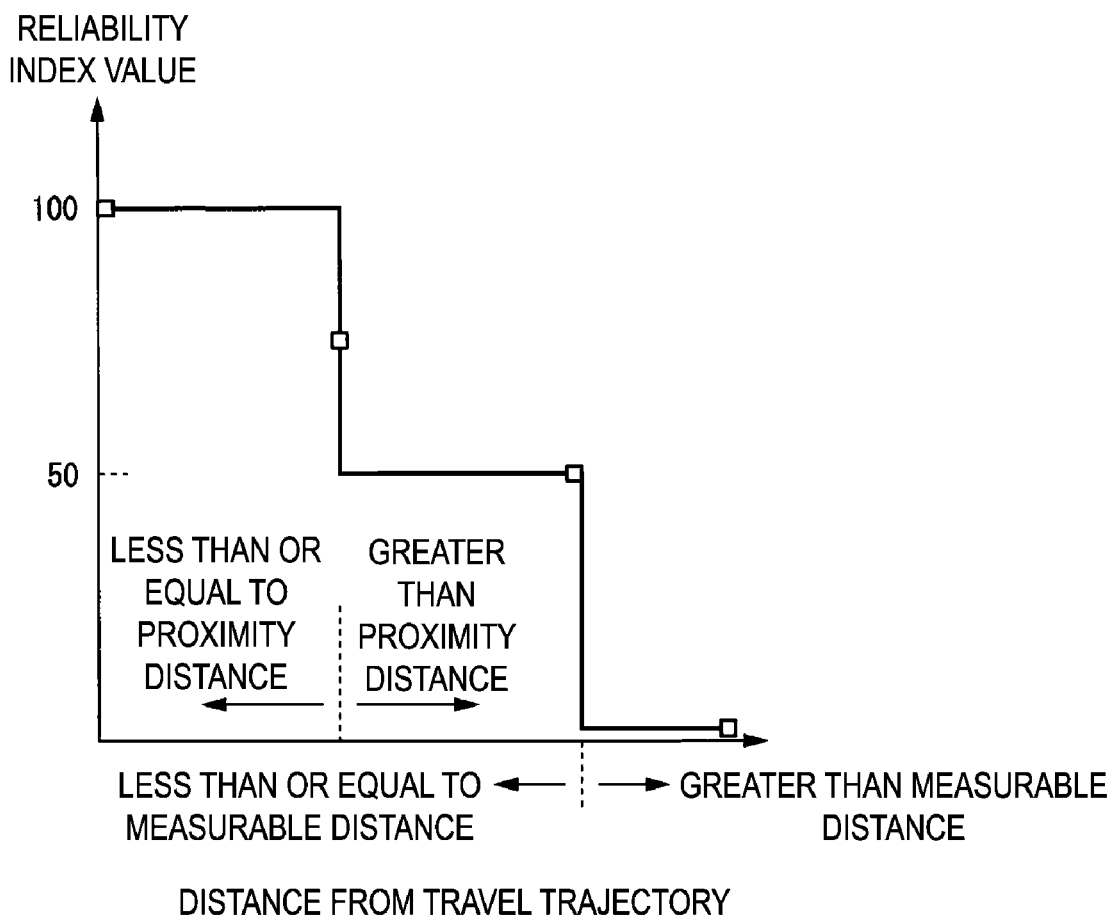 RELIABILITY
INDEX VALUE
100
50
LESS THAN OR
EQUAL TO
PROXIMITY
DISTANCE
GREATER
THAN
PROXIMITY
DISTANCE
LESS THAN OR EQUAL TO
MEASURABLE DISTANCE
GREATER THAN MEASURABLE
DISTANCE
DISTANCE FROM TRAVEL TRAJECTORY